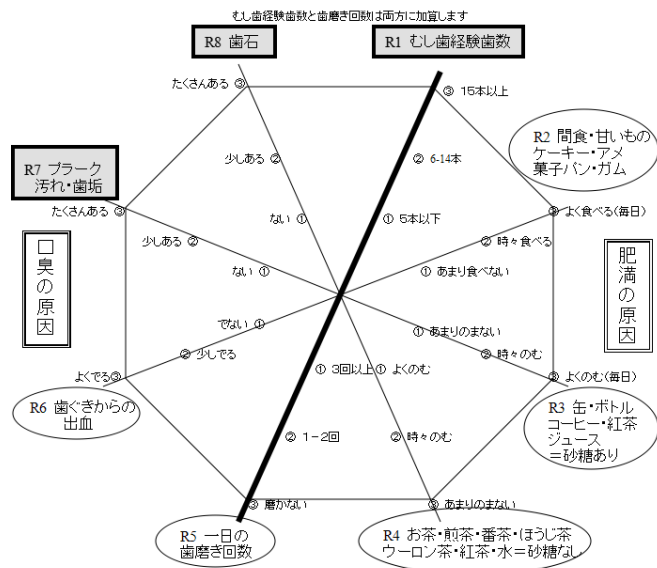 むし歯経験歯数と歯磨き回数は両方に加算します
R8 歯石
R1 むし歯経験歯数
たくさんある ③
③ 15本以上
少しある ②
② 6-14本
ない ①
① 5本以下
R2 間食・甘いもの
ケーキー・アメ
菓子パン・ガム
③ よく食べる(毎日)
② 時々食べる
① あまり食べない
R7 プラーク
汚れ・歯垢
たくさんある ③
少しある ②
ない ①
口臭の原因
肥満の原因
でない ①
② 少しでる
よくでる ③
R6 歯ぐきからの
出血
① あまりのまない
② 時々のむ
③ よくのむ(毎日)
R3 缶・ボトル
コーヒー・紅茶
ジュース
=砂糖あり
① 3回以上
② 1-2回
③ 磨かない
R5 一日の
歯磨き回数
① よくのむ
② 時々のむ
③ あまりのまない
R4 お茶・煎茶・番茶・ほうじ茶
ウーロン茶・紅茶・水=砂糖なし